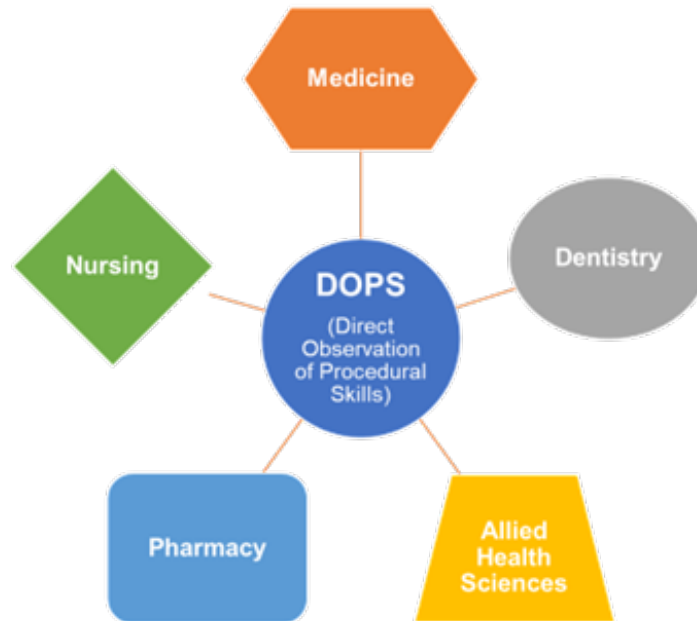 Medicine
Nursing
DOPS
(Direct
Observation
of Procedural
Skills)
Dentistry
Pharmacy
Allied
Health
Sciences